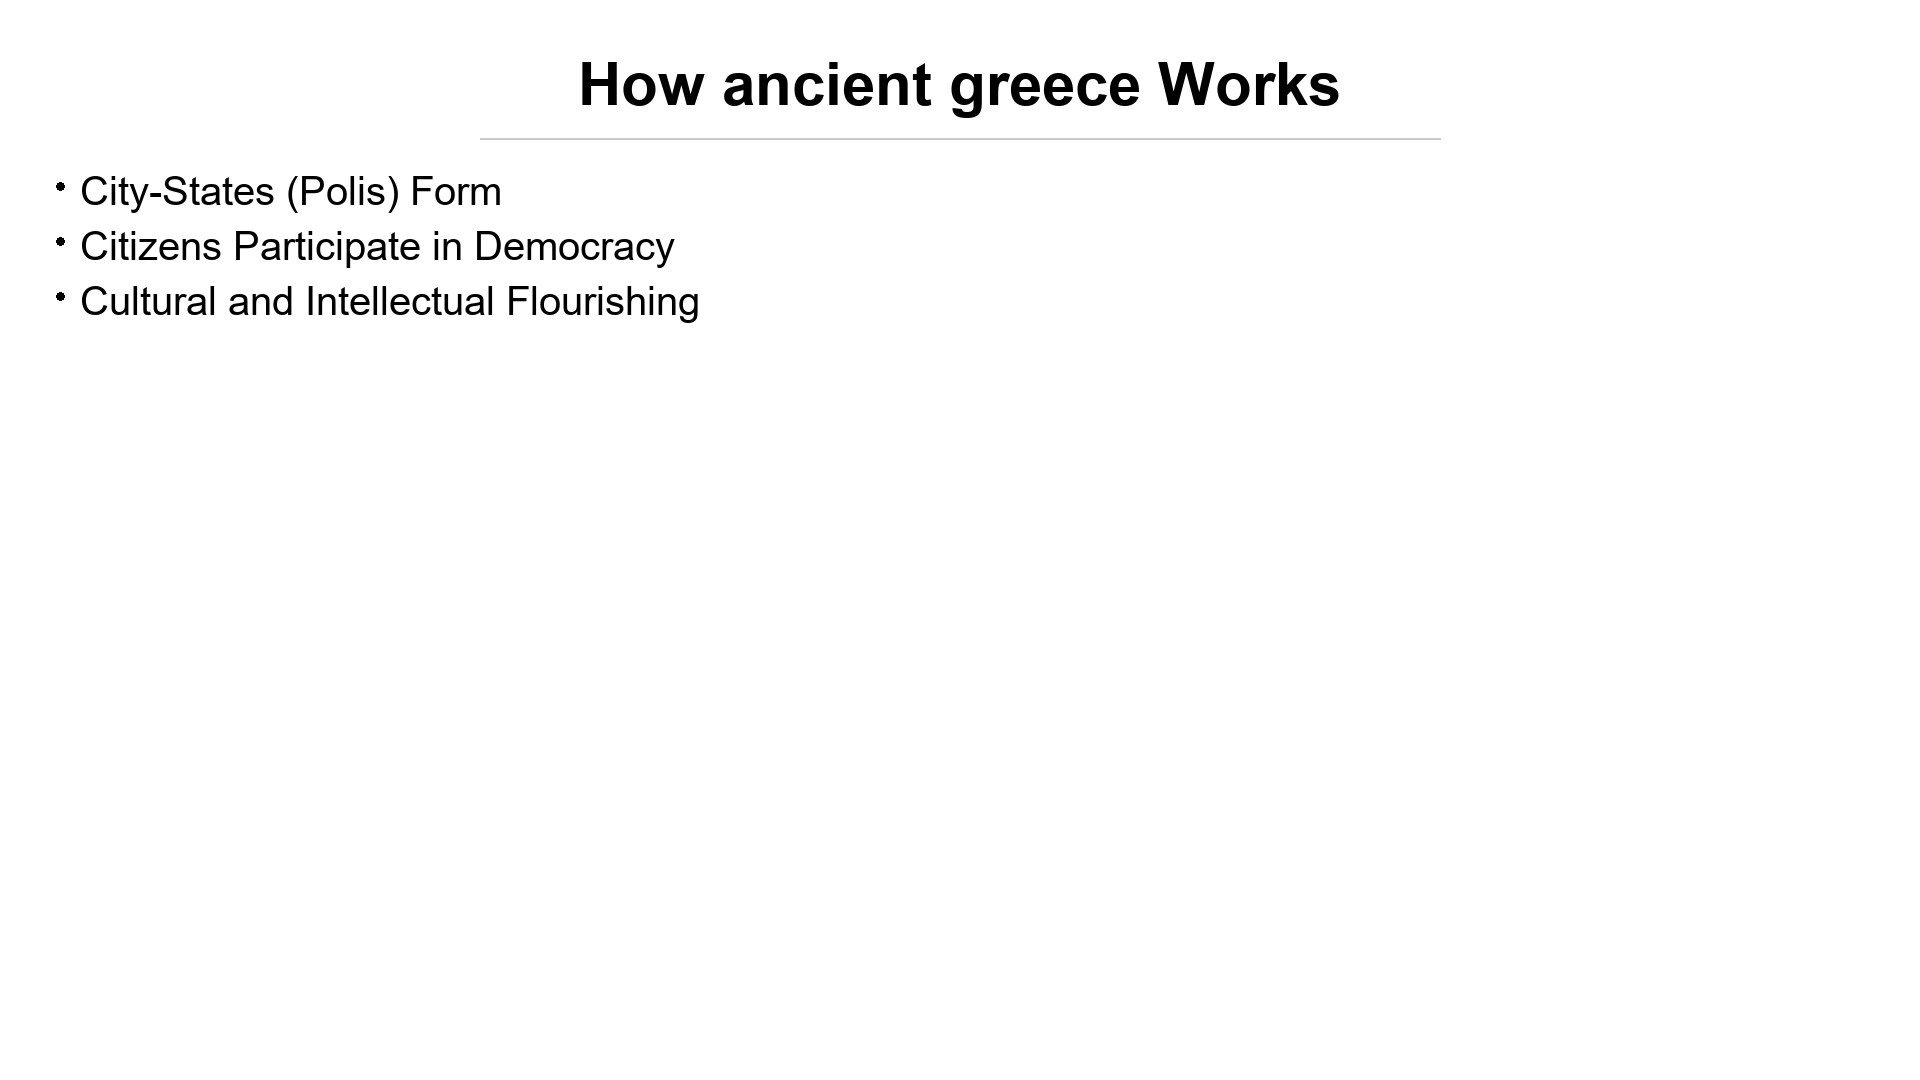 How ancient greece Works
• City-States (Polis) Form
• Citizens Participate in Democracy
• Cultural and Intellectual Flourishing